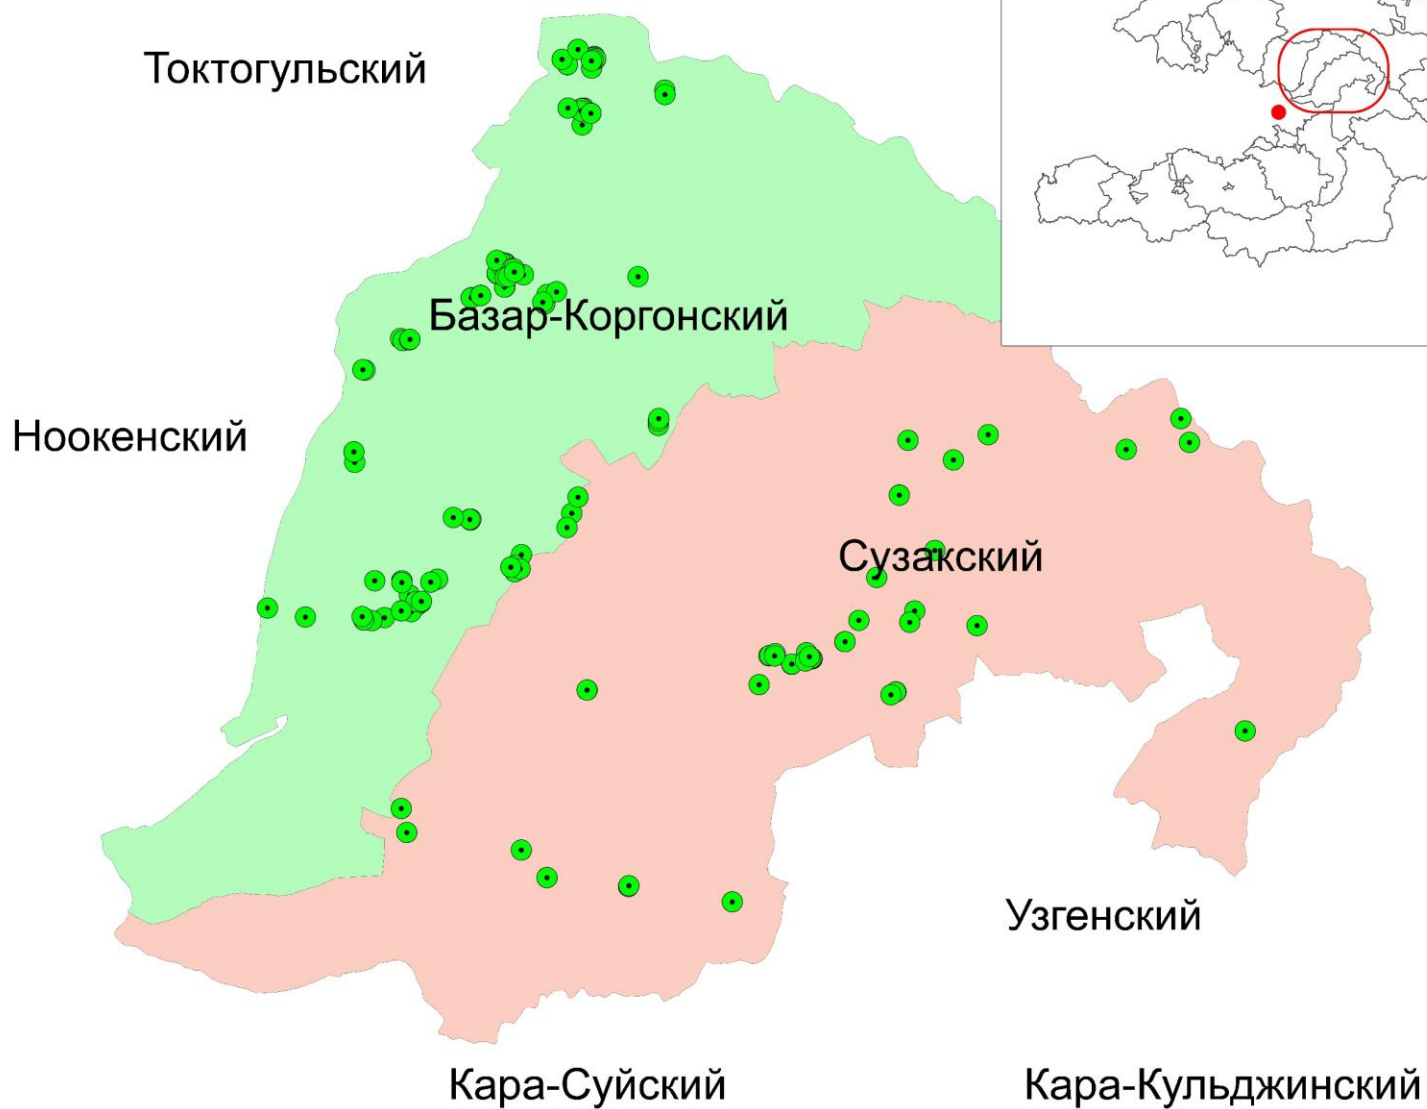 Токтогульский
Базар-Коргонский
Ноокенский
Сузакский
Узгенский
Кара-Суйский
Кара-Кульджинский